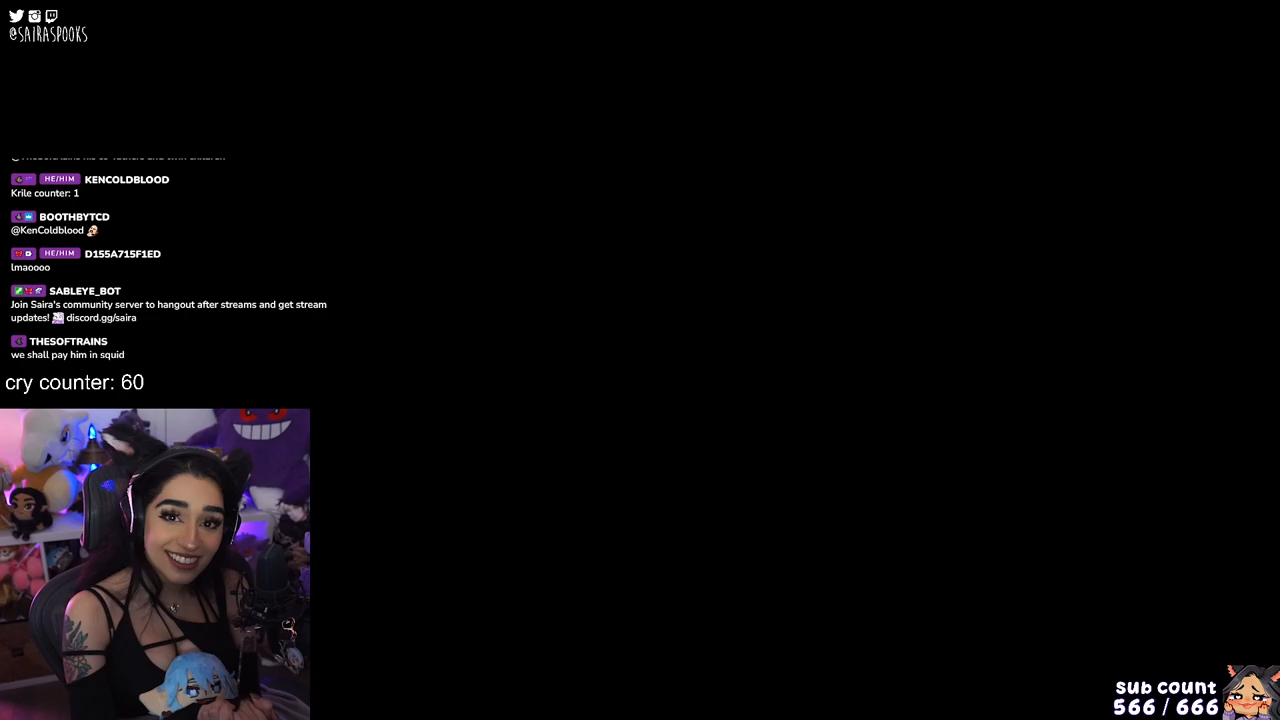 @SAIRASPOOKS
HE/HIM KENCOLDBLOOD
Krile counter: 1
BOOTHBYTCD
@KenColdblood
HE/HIM D155A715F1ED
lmaoooo
SABLEYE_BOT
Join Saira's community server to hangout after streams and get stream
updates! discord.gg/saira
THESOFTRAINS
we shall pay him in squid
cry counter: 60
sub count
566 / 666